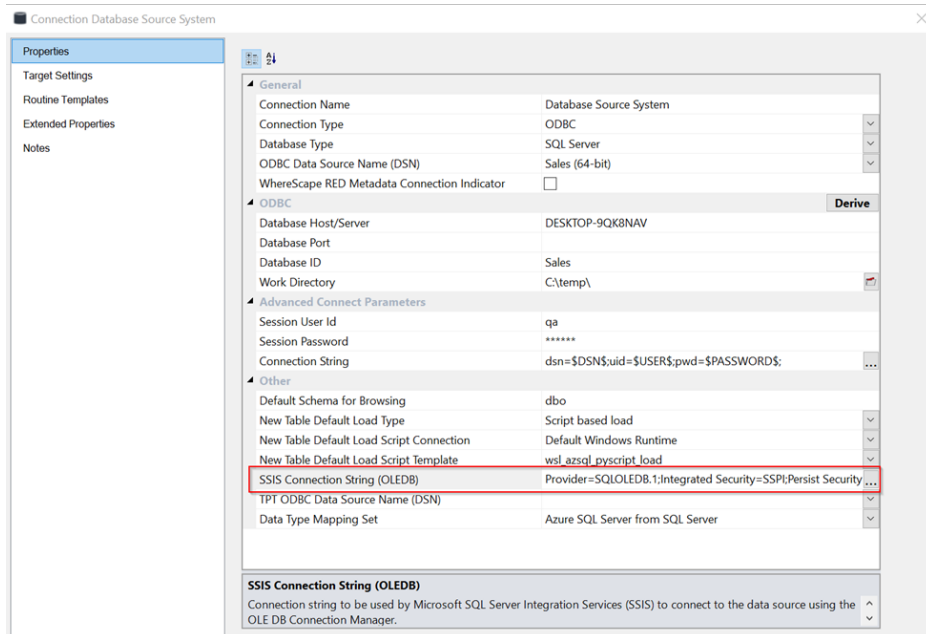 Connection Database Source System
Properties
Target Settings
Routine Templates
Extended Properties
Notes
General
Connection Name Database Source System
Connection Type ODBC
Database Type SQL Server
ODBC Data Source Name (DSN) Sales (64-bit)
WhereScape RED Metadata Connection Indicator
ODBC Derive
Database Host/Server DESKTOP-9QK8NAV
Database Port
Database ID Sales
Work Directory C:\temp\
Advanced Connect Parameters
Session User Id qa
Session Password ******
Connection String dsn=$DSN$;uid=$USER$;pwd=$PASSWORD$; ...
Other
Default Schema for Browsing dbo
New Table Default Load Type Script based load
New Table Default Load Script Connection Default Windows Runtime
New Table Default Load Script Template wsl_azsql_pyscript_load
SSIS Connection String (OLEDB) Provider=SQLOLEDB.1;Integrated Security=SSPI;Persist Security ...
TPT ODBC Data Source Name (DSN)
Data Type Mapping Set Azure SQL Server from SQL Server
SSIS Connection String (OLEDB)
Connection string to be used by Microsoft SQL Server Integration Services (SSIS) to connect to the data source using the
OLE DB Connection Manager.